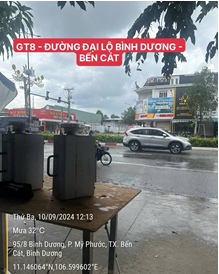 GT8 - ĐƯỜNG ĐẠI LỘ BÌNH DƯƠNG -
BẾN CÁT
Thứ Ba, 10/09/2024 12:13
Mưa 32°C
95/8 Bình Dương, P. Mỹ Phước, TX. Bến
Cát, Bình Dương
11.146064°N,106.599602°E